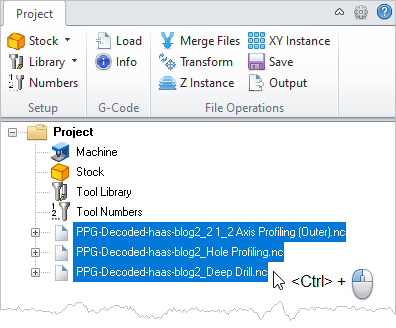 Project
Stock
Load
Merge Files
XY Instance
Library
Info
Transform
Save
Numbers
Z Instance
Output
Setup
G-Code
File Operations
Project
Machine
Stock
Tool Library
Tool Numbers
PPG-Decoded-haas-blog2_2 1_2 Axis Profiling (Outer).nc
PPG-Decoded-haas-blog2_Hole Profiling.nc
PPG-Decoded-haas-blog2_Deep Drill.nc
<Ctrl> +